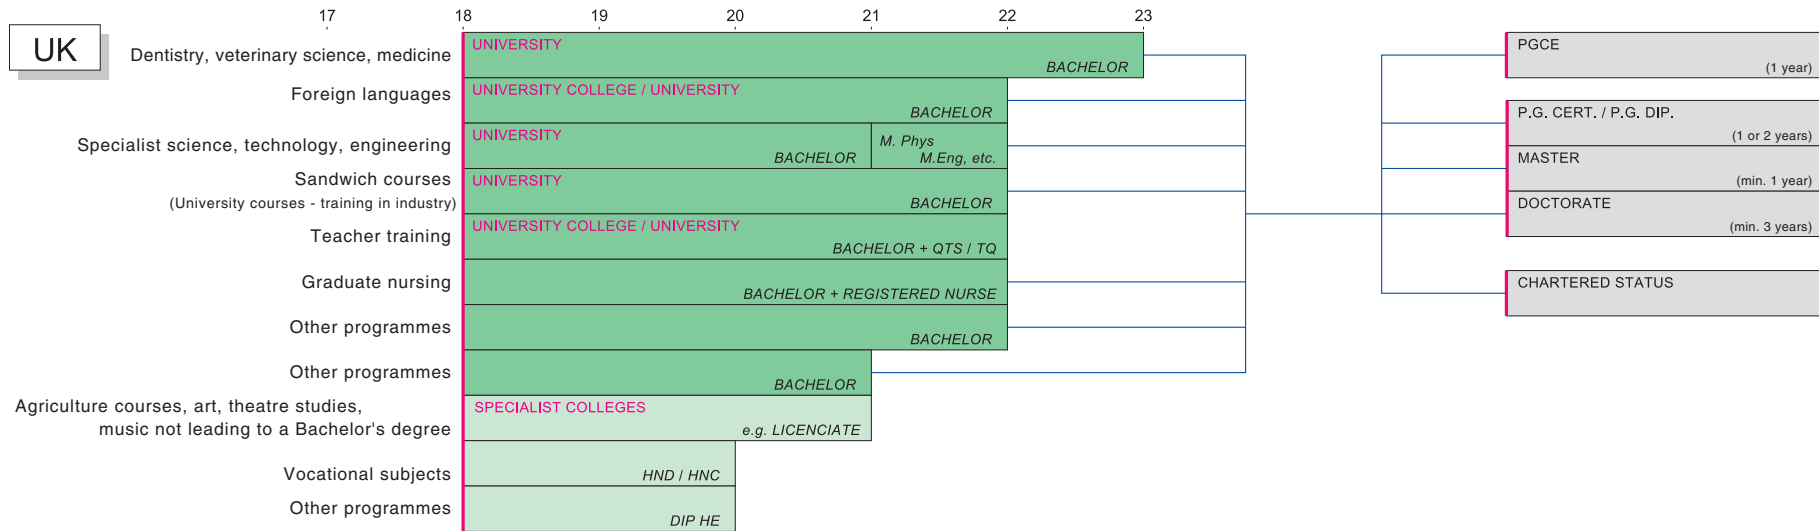 17 18 19 20 21 22 23
UK
Dentistry, veterinary science, medicine
UNIVERSITY
BACHELOR
Foreign languages
UNIVERSITY COLLEGE / UNIVERSITY
BACHELOR
Specialist science, technology, engineering
UNIVERSITY
BACHELOR
M. Phys
M.Eng, etc.
Sandwich courses
(University courses - training in industry)
UNIVERSITY
BACHELOR
Teacher training
UNIVERSITY COLLEGE / UNIVERSITY
BACHELOR + QTS / TQ
Graduate nursing
BACHELOR + REGISTERED NURSE
Other programmes
BACHELOR
Other programmes
BACHELOR
Agriculture courses, art, theatre studies,
music not leading to a Bachelor's degree
SPECIALIST COLLEGES
e.g. LICENCIATE
Vocational subjects
HND / HNC
Other programmes
DIP HE
PGCE
(1 year)
P.G. CERT. / P.G. DIP.
(1 or 2 years)
MASTER
(min. 1 year)
DOCTORATE
(min. 3 years)
CHARTERED STATUS